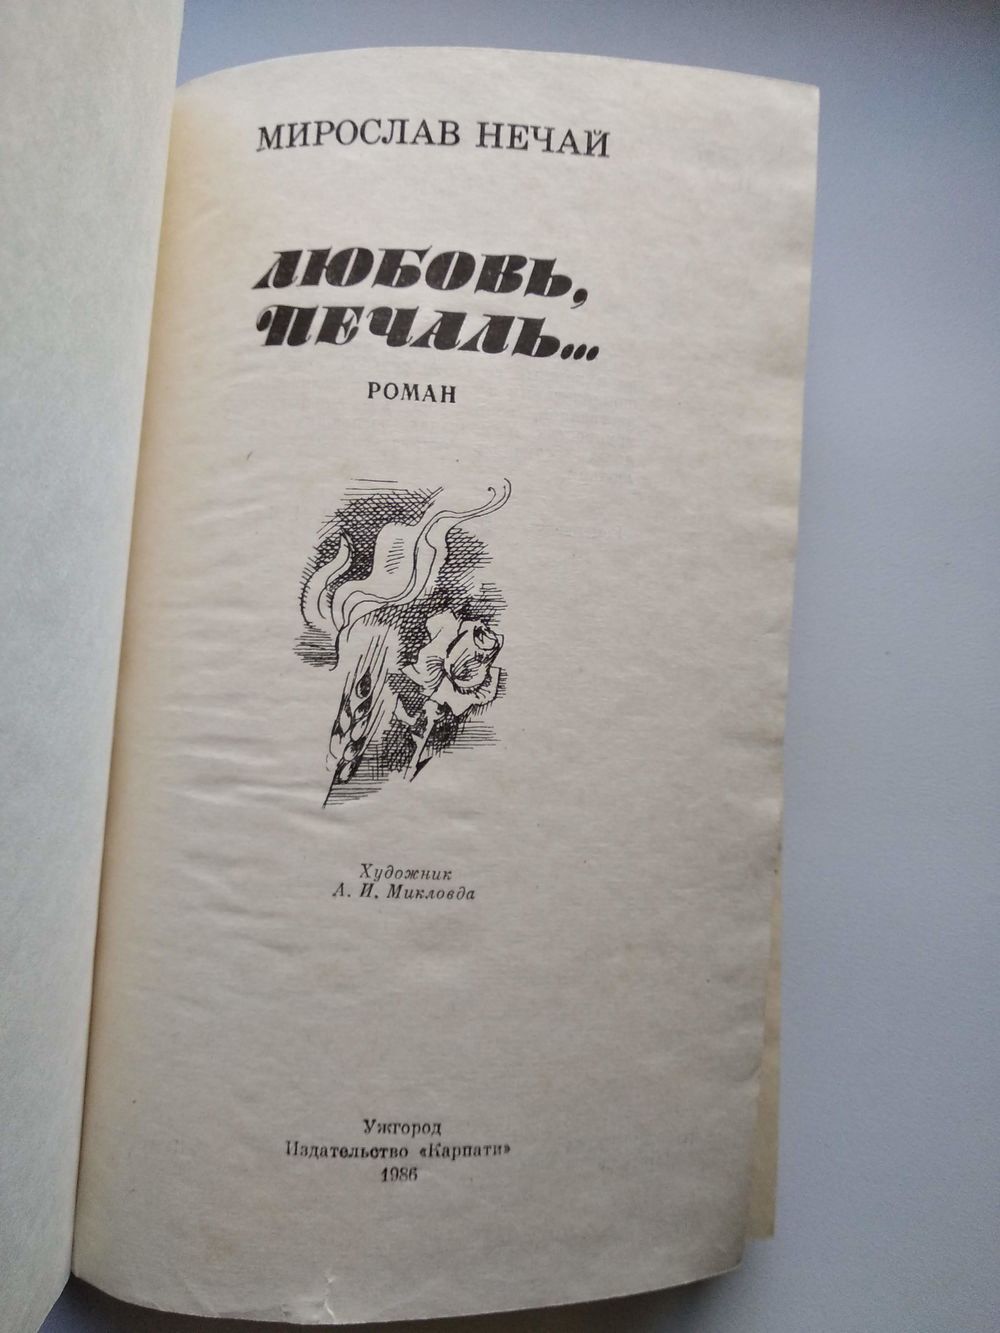 МИРОСЛАВ НЕЧАЙ
ЛЮБОВЬ,
ПЕЧАЛЬ...
РОМАН
Художник
А. И. Микловда
Ужгород
Издательство «Карпати»
1986